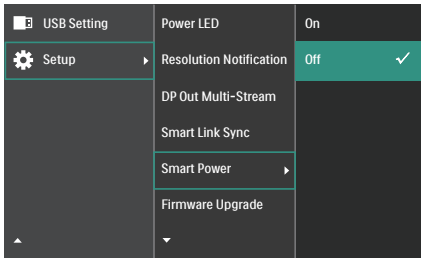 USB Setting
Setup
Power LED
Resolution Notification
DP Out Multi-Stream
Smart Link Sync
Smart Power
Firmware Upgrade
On
Off